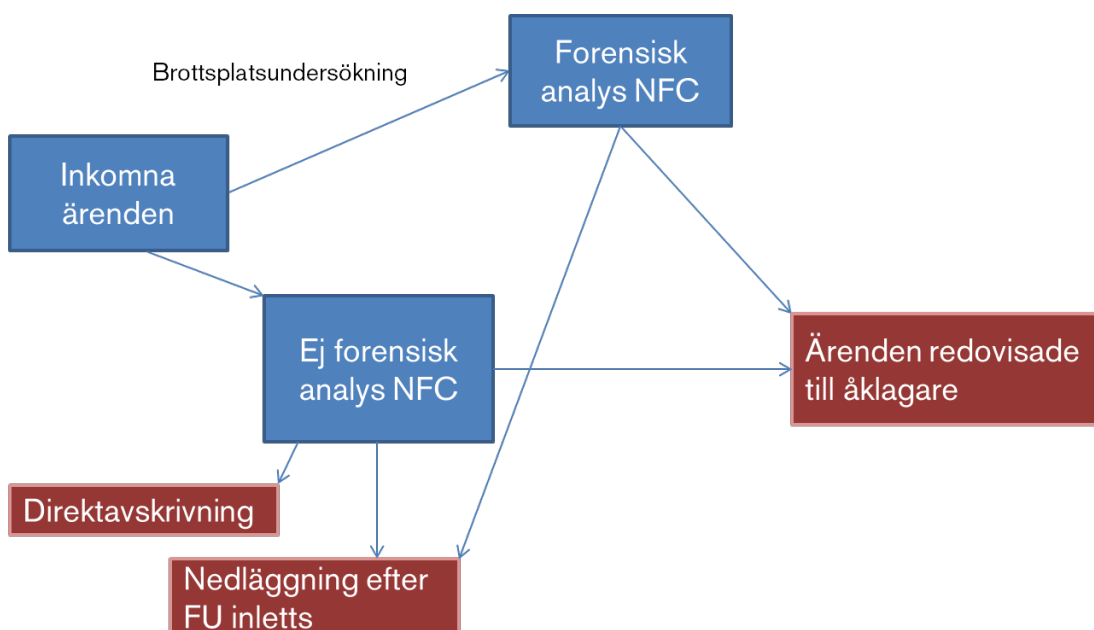 Brottsplatsundersökning
Forensisk
analys NFC
Inkomna
ärenden
Ej forensisk
analys NFC
Ärenden redovisade
till åklagare
Direktavskrivning
Nedläggning efter
FU inletts